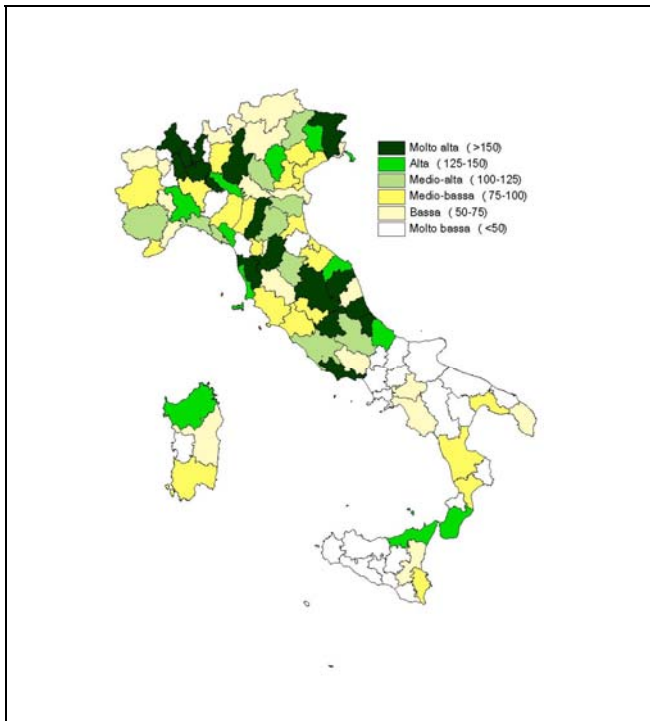 Molto alta (>150)
Alta (125-150)
Medio-alta (100-125)
Medio-bassa (75-100)
Bassa (50-75)
Molto bassa (<50)